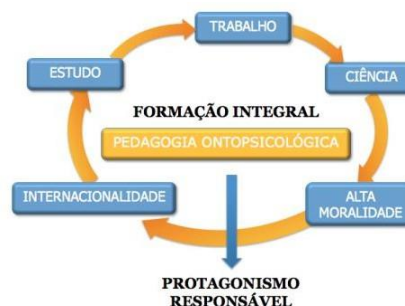 TRABALHO
ESTUDO
CIÊNCIA
FORMAÇÃO INTEGRAL
PEDAGOGIA ONTOPSICOLÓGICA
INTERNACIONALIDADE
ALTA
MORALIDADE
PROTAGONISMO
RESPONSÁVEL